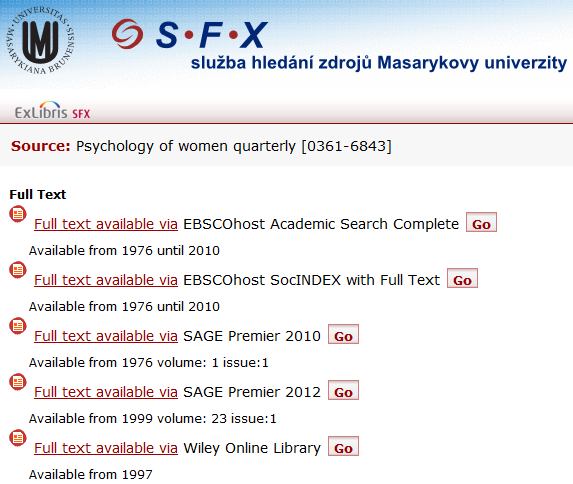 UNIVERSITAS MASARYKIANA BRUNENSIS
S·F·X
služba hledání zdrojů Masarykovy univerzity
ExLibris SFX
Source: Psychology of women quarterly [0361-6843]
Full Text
Full text available via EBSCOhost Academic Search Complete Go
Available from 1976 until 2010
Full text available via EBSCOhost SocINDEX with Full Text Go
Available from 1976 until 2010
Full text available via SAGE Premier 2010 Go
Available from 1976 volume: 1 issue:1
Full text available via SAGE Premier 2012 Go
Available from 1999 volume: 23 issue:1
Full text available via Wiley Online Library Go
Available from 1997